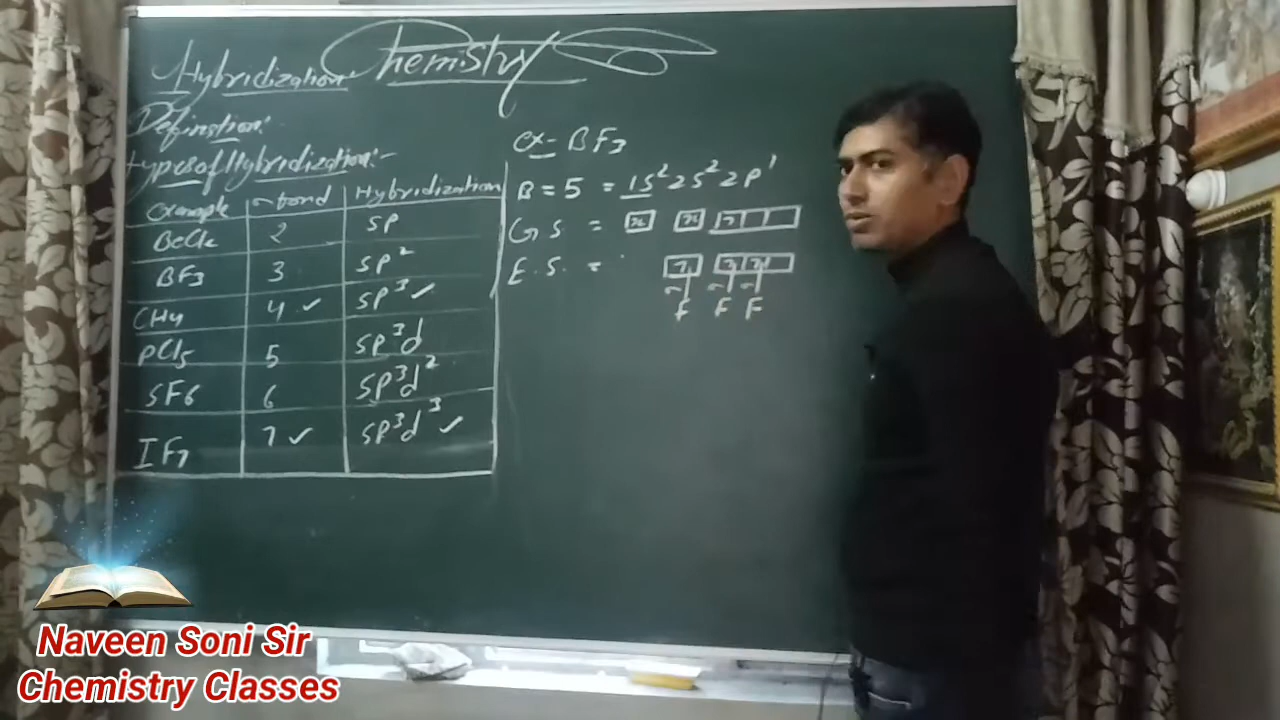 Chemistry
Hybridization:
Definition:
Types of Hybridization:-
Example σ bond Hybridization
BeCl2 2 sp
BF3 3 sp²
CH4 4 ✓ sp³ ✓
PCl5 5 sp³d
SF6 6 sp³d²
IF7 7 ✓ sp³d³ ✓
ex- BF3
B = 5 = 1s² 2s² 2p¹
G.S =
E.S. =
F F F
Naveen Soni Sir
Chemistry Classes